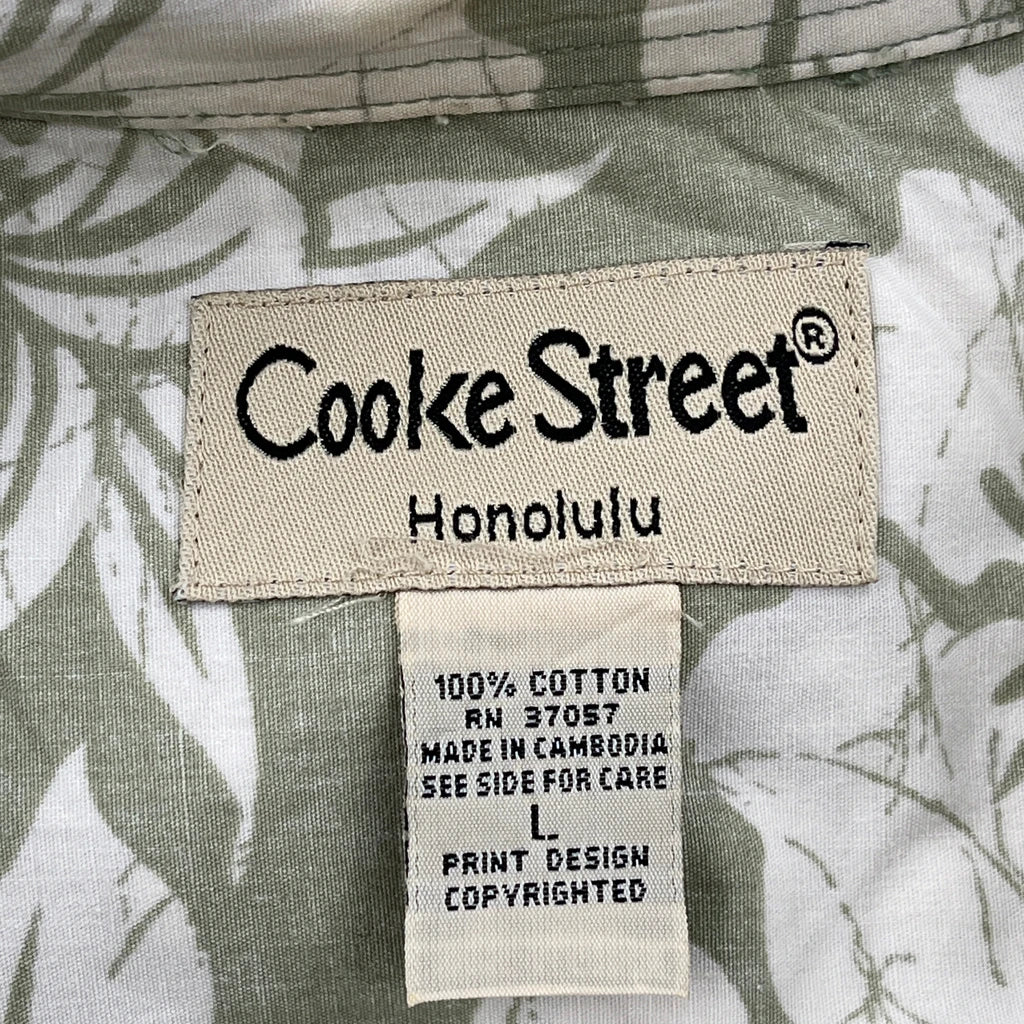 Cooke Street®
Honolulu
100% COTTON
RN 37057
MADE IN CAMBODIA
SEE SIDE FOR CARE
L
PRINT DESIGN
COPYRIGHTED